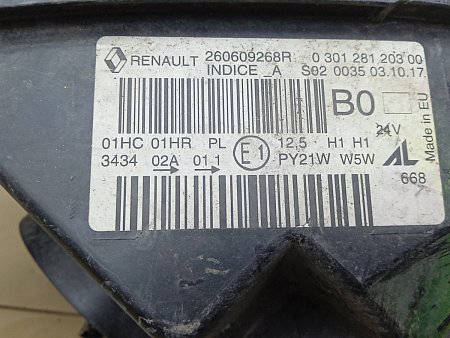 RENAULT 260609268R 0 301 281 203 00
INDICE _A S02 0035 03.10.17
B0
Made in EU
01HC 01HR PL E1 12,5 H1 H1 24V
3434 02A 01 1 PY21W W5W AL
668